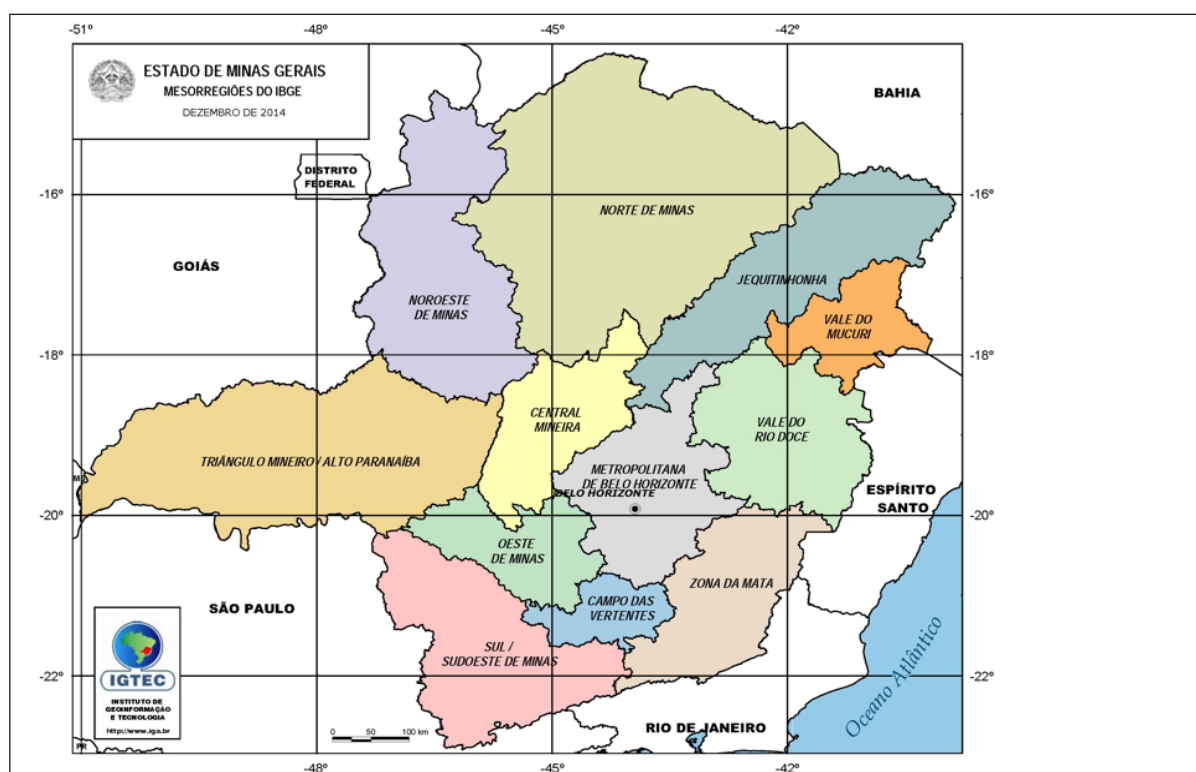 -51º
-48º
-45º
-42º
ESTADO DE MINAS GERAIS
MESORREGIÕES DO IBGE
DEZEMBRO DE 2014
BAHIA
DISTRITO
FEDERAL
-16º
-16º
NORTE DE MINAS
GOIÁS
JEQUITINHONHA
NOROESTE
DE MINAS
VALE DO
MUCURI
-18º
-18º
CENTRAL
MINEIRA
VALE DO
RIO DOCE
TRIÂNGULO MINEIRO / ALTO PARANAÍBA
METROPOLITANA
DE BELO HORIZONTE
BELO HORIZONTE
M
ESPÍRITO
SANTO
-20º
-20º
OESTE
DE MINAS
ZONA DA MATA
SÃO PAULO
CAMPO DAS
VERTENTES
SUL /
SUDOESTE DE MINAS
-22º
-22º
IGTEC
INSTITUTO DE
GEOINFORMAÇÃO
E TECNOLOGIA
http://www.iga.br
Oceano Atlântico
RIO DE JANEIRO
0 50 100 km
PR
-48º
-45º
-42º